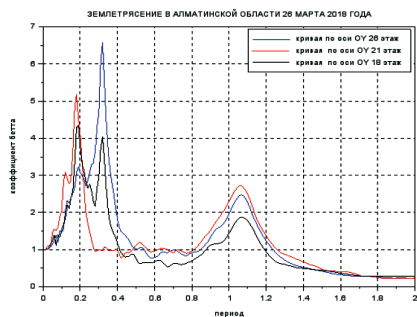 ЗЕМЛЕТРЯСЕНИЕ В АЛМАТИНСКОЙ ОБЛАСТИ 26 МАРТА 2018 ГОДА
кривая по оси OY 26 этаж
кривая по оси OY 21 этаж
кривая по оси OY 18 этаж
коэффициент бетта
7
6
5
4
3
2
1
0
0 0.2 0.4 0.6 0.8 1 1.2 1.4 1.6 1.8 2
период